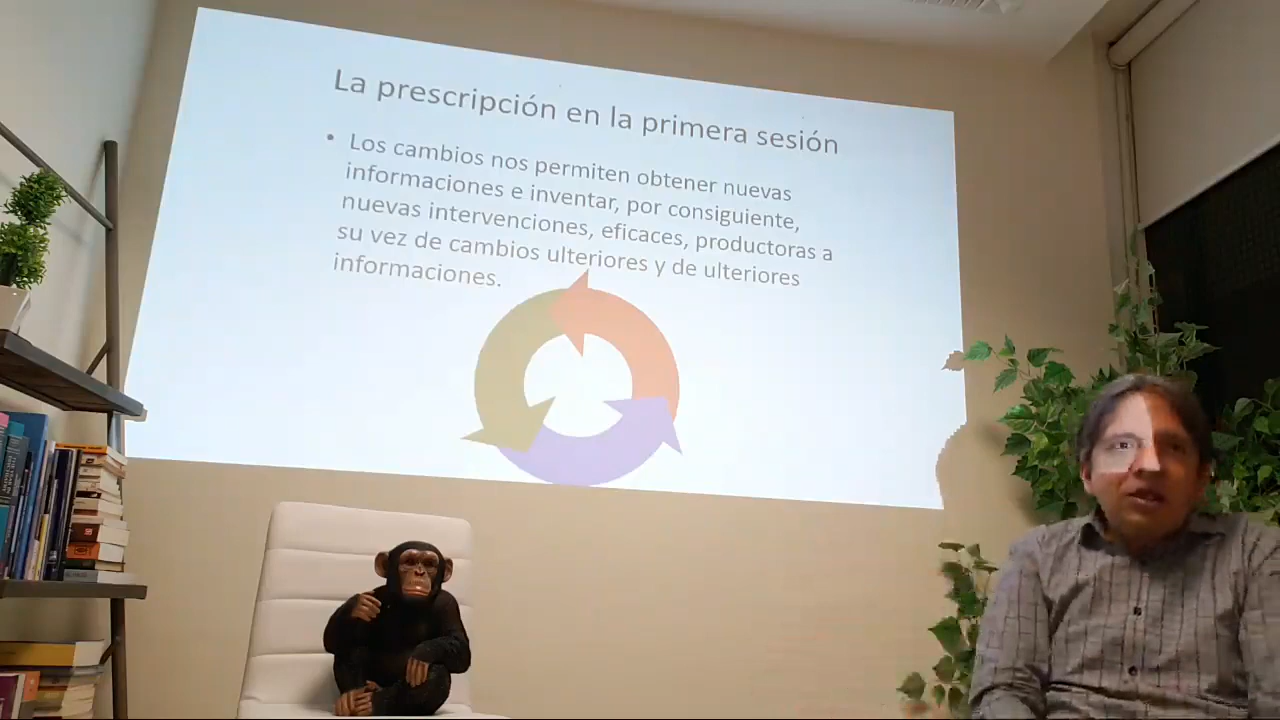 La prescripción en la primera sesión
• Los cambios nos permiten obtener nuevas
informaciones e inventar, por consiguiente,
nuevas intervenciones, eficaces, productoras a
su vez de cambios ulteriores y de ulteriores
informaciones.